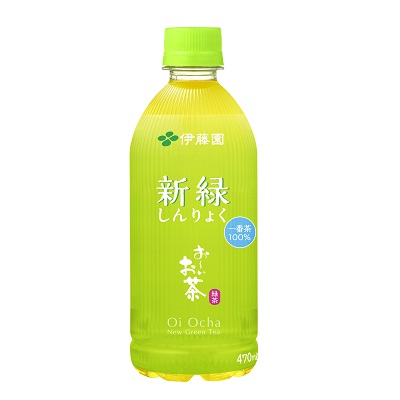 伊藤園
新緑
しんりょく
一番茶
100%
お〜い
お茶
緑茶
Oi Ocha
New Green Tea
470ml